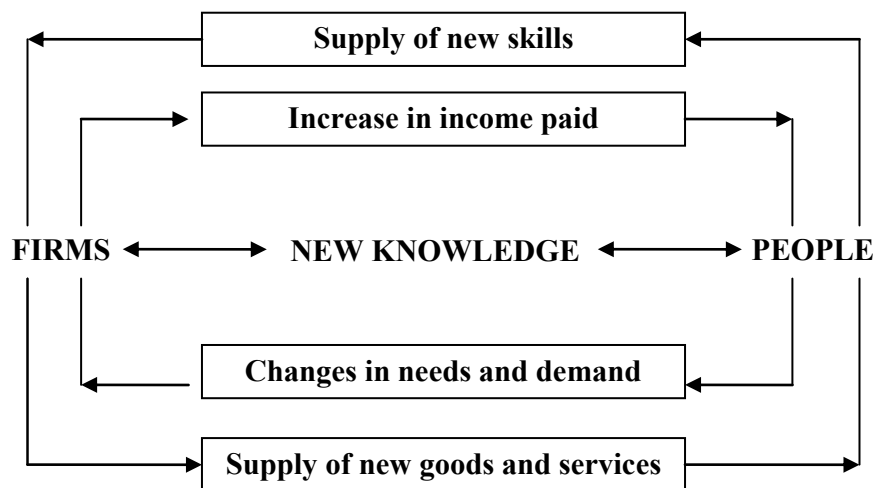 Supply of new skills
Increase in income paid
FIRMS NEW KNOWLEDGE PEOPLE
Changes in needs and demand
Supply of new goods and services